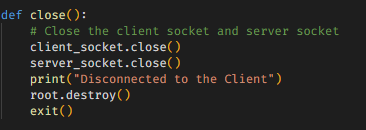 def close():
    # Close the client socket and server socket
    client_socket.close()
    server_socket.close()
    print("Disconnected to the Client")
    root.destroy()
    exit()